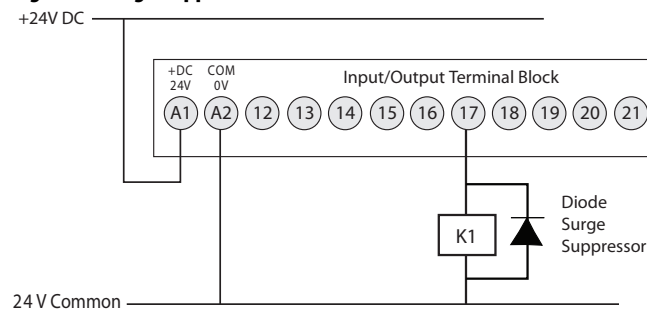 +24V DC
+DC COM
24V 0V
Input/Output Terminal Block
A1 A2 12 13 14 15 16 17 18 19 20 21
K1
Diode
Surge
Suppressor
24 V Common